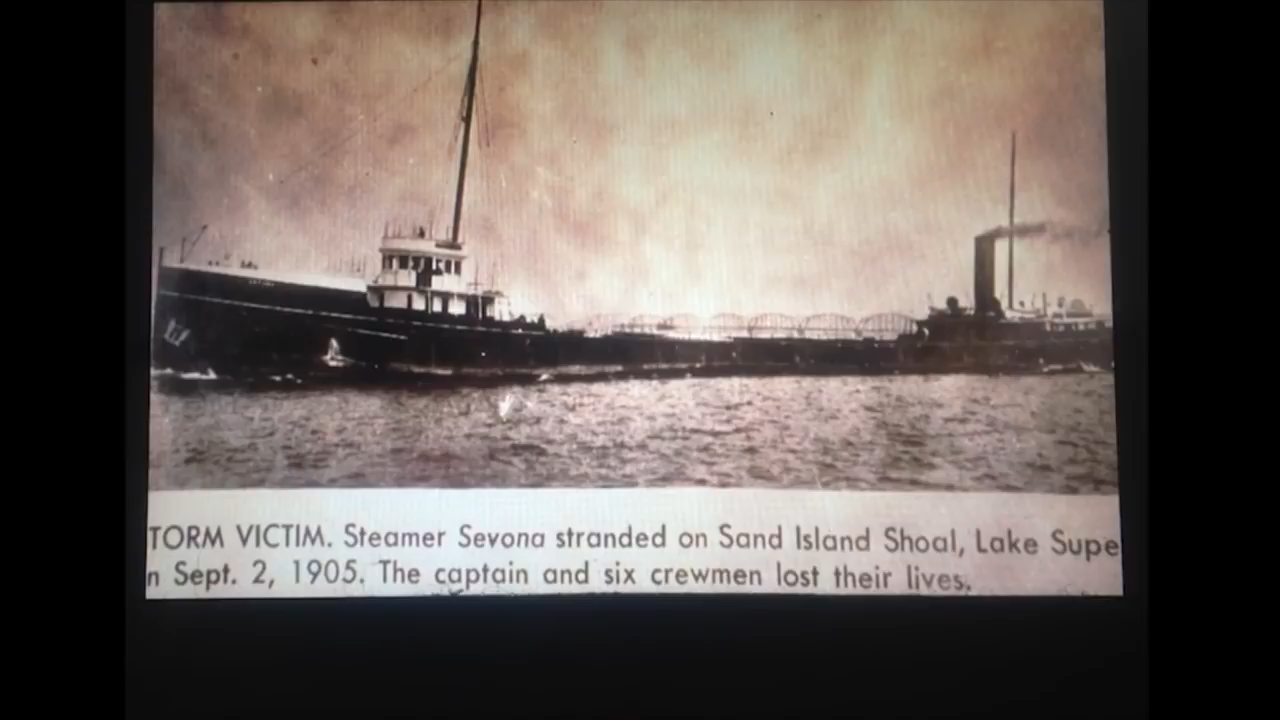 TORM VICTIM. Steamer Sevona stranded on Sand Island Shoal, Lake Supe
n Sept. 2, 1905. The captain and six crewmen lost their lives.